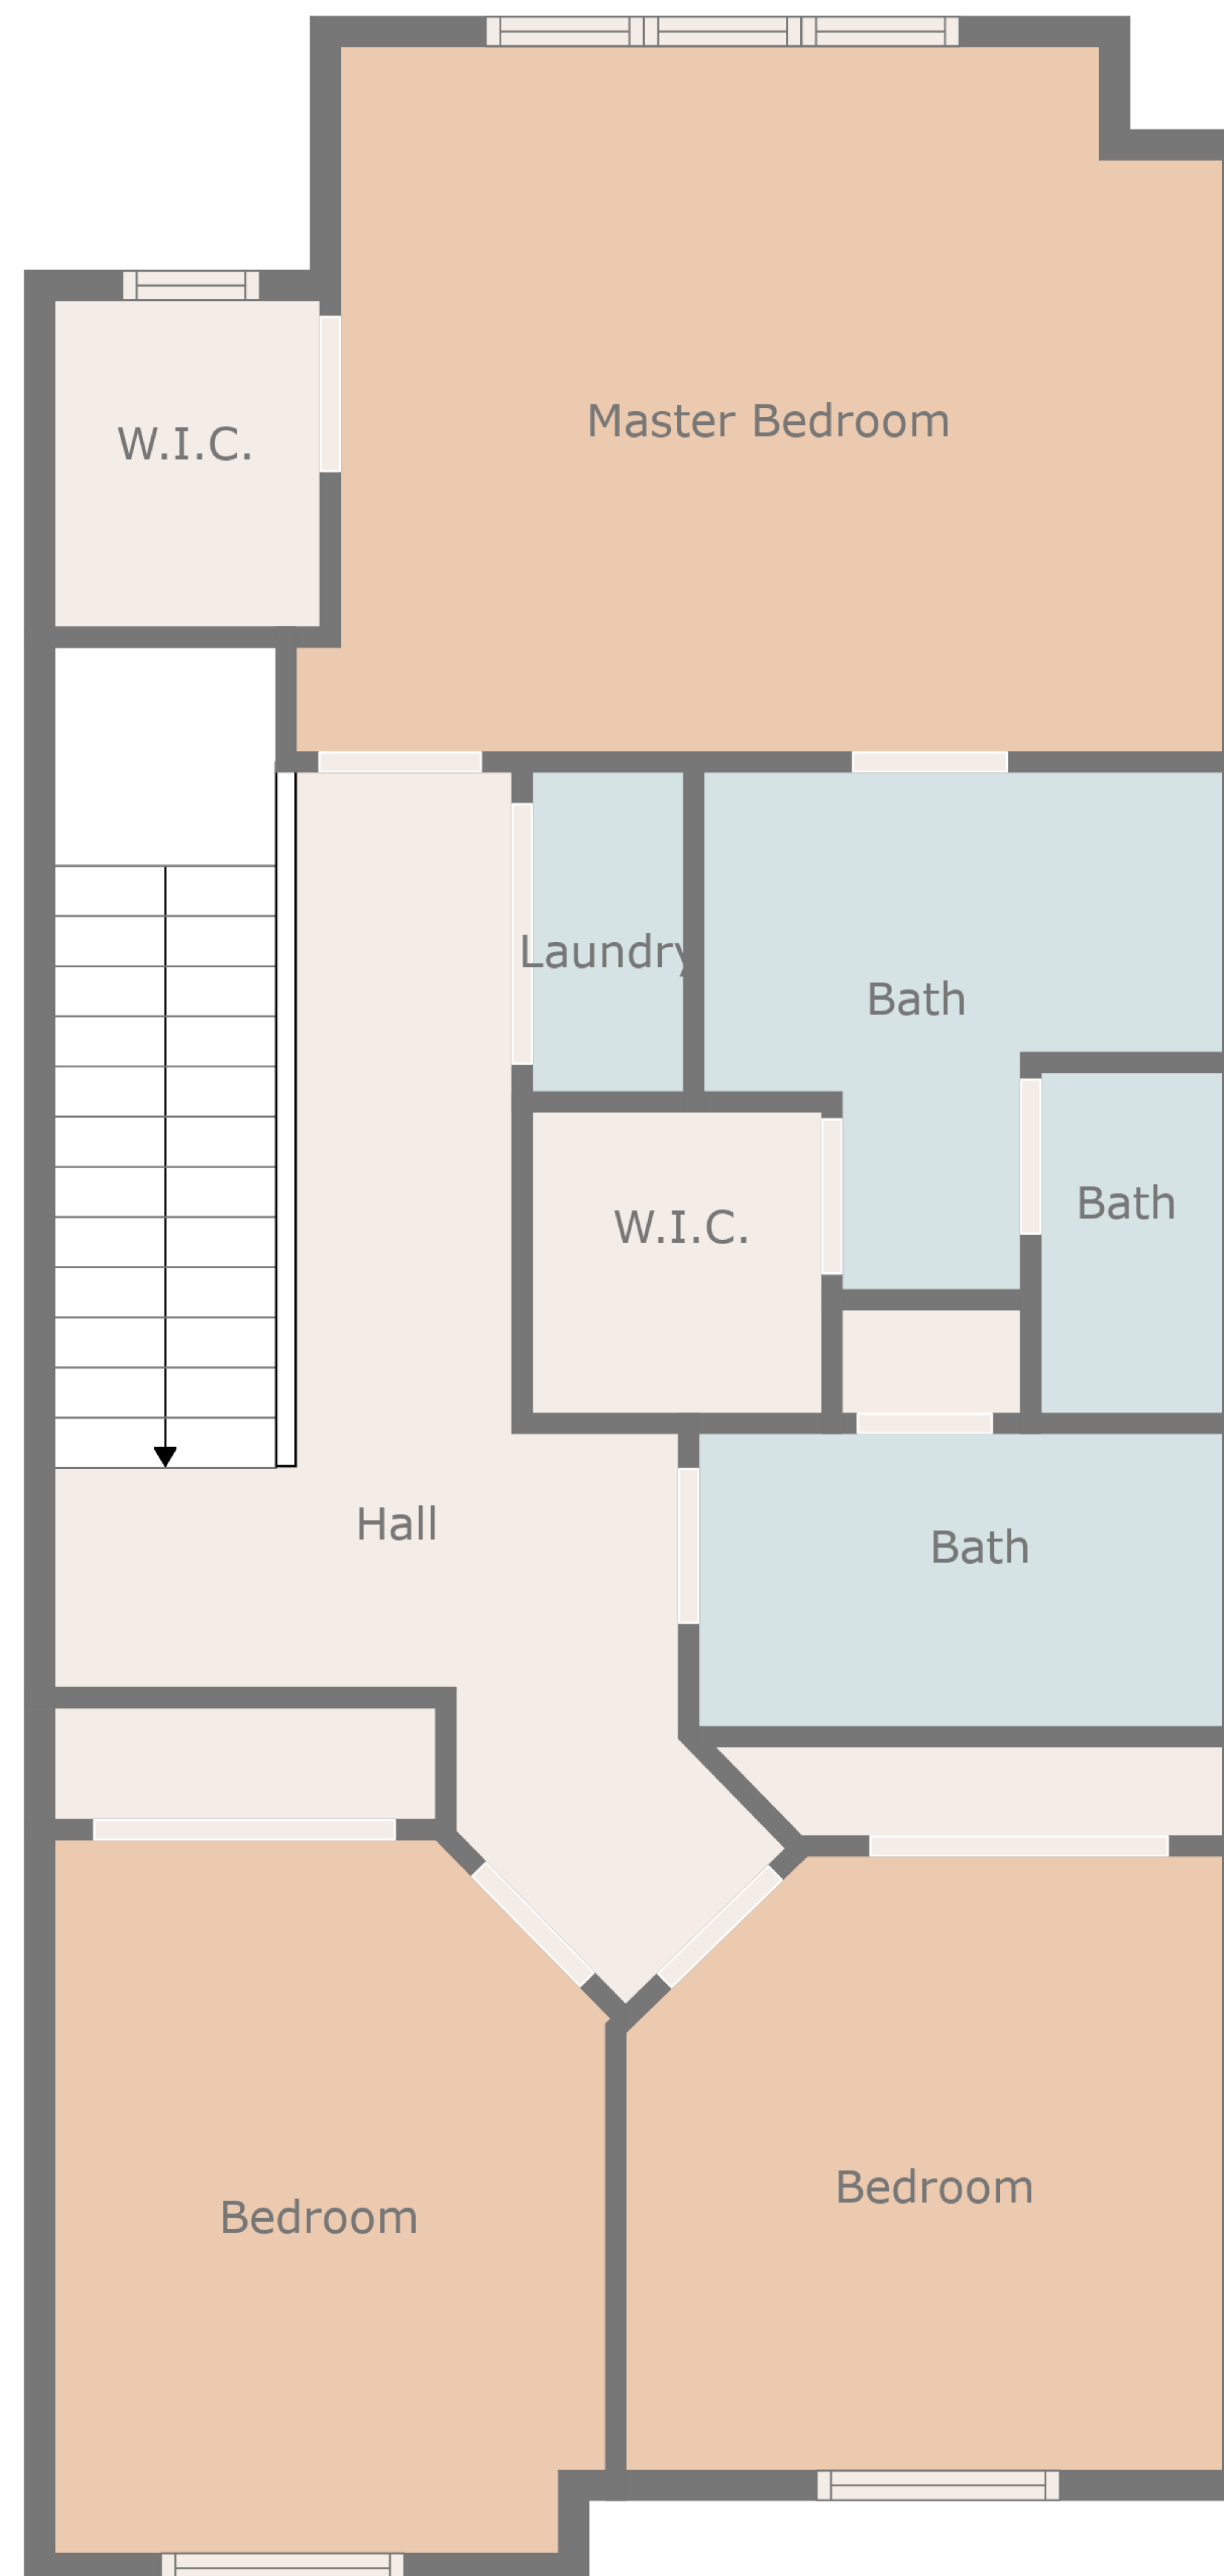 Master Bedroom
W.I.C.
Laundry
Bath
Bath
W.I.C.
Hall
Bath
Bedroom
Bedroom